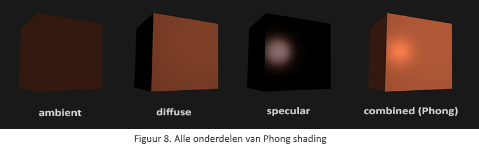 ambient diffuse specular combined (Phong)
Figuur 8. Alle onderdelen van Phong shading